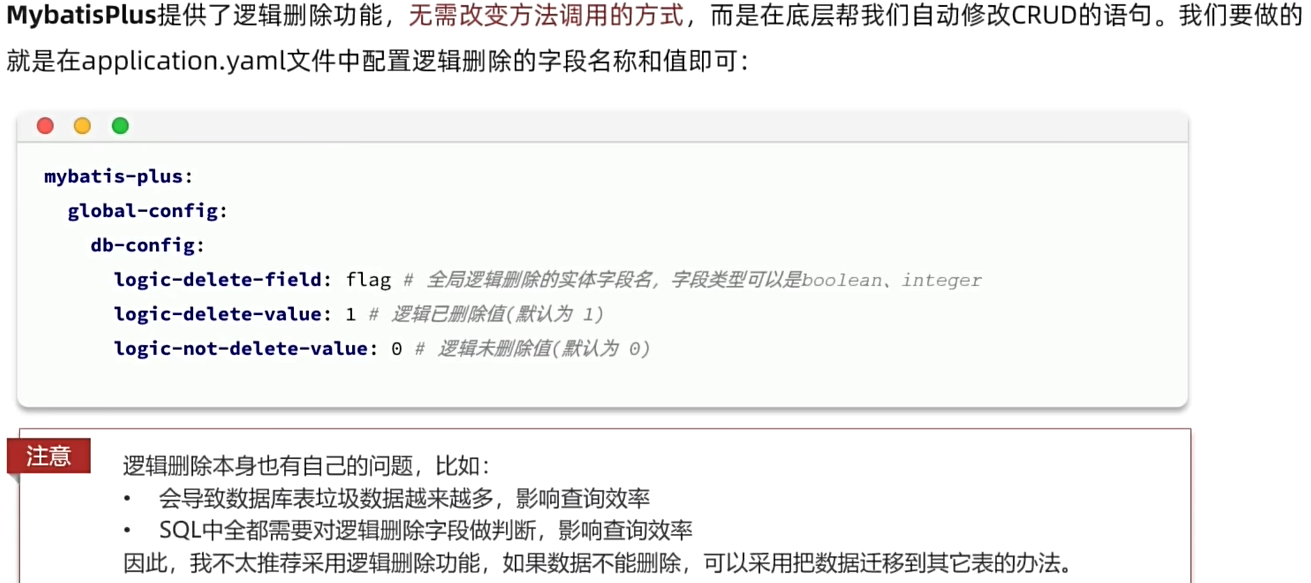 MybatisPlus提供了逻辑删除功能，无需改变方法调用的方式，而是在底层帮我们自动修改CRUD的语句。我们要做的
就是在application.yaml文件中配置逻辑删除的字段名称和值即可：
mybatis-plus:
global-config:
db-config:
logic-delete-field: flag # 全局逻辑删除的实体字段名，字段类型可以是boolean、integer
logic-delete-value: 1 # 逻辑已删除值(默认为 1)
logic-not-delete-value: 0 # 逻辑未删除值(默认为 0)
注意
逻辑删除本身也有自己的问题，比如：
• 会导致数据库表垃圾数据越来越多，影响查询效率
• SQL中全都需要对逻辑删除字段做判断，影响查询效率
因此，我不太推荐采用逻辑删除功能，如果数据不能删除，可以采用把数据迁移到其它表的办法。